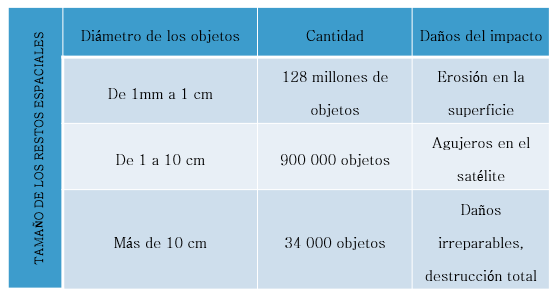 TAMAÑO DE LOS RESTOS ESPACIALES
Diámetro de los objetos
Cantidad
Daños del impacto
De 1mm a 1 cm
128 millones de
objetos
Erosión en la
superficie
De 1 a 10 cm
900 000 objetos
Agujeros en el
satélite
Más de 10 cm
34 000 objetos
Daños
irreparables,
destrucción total